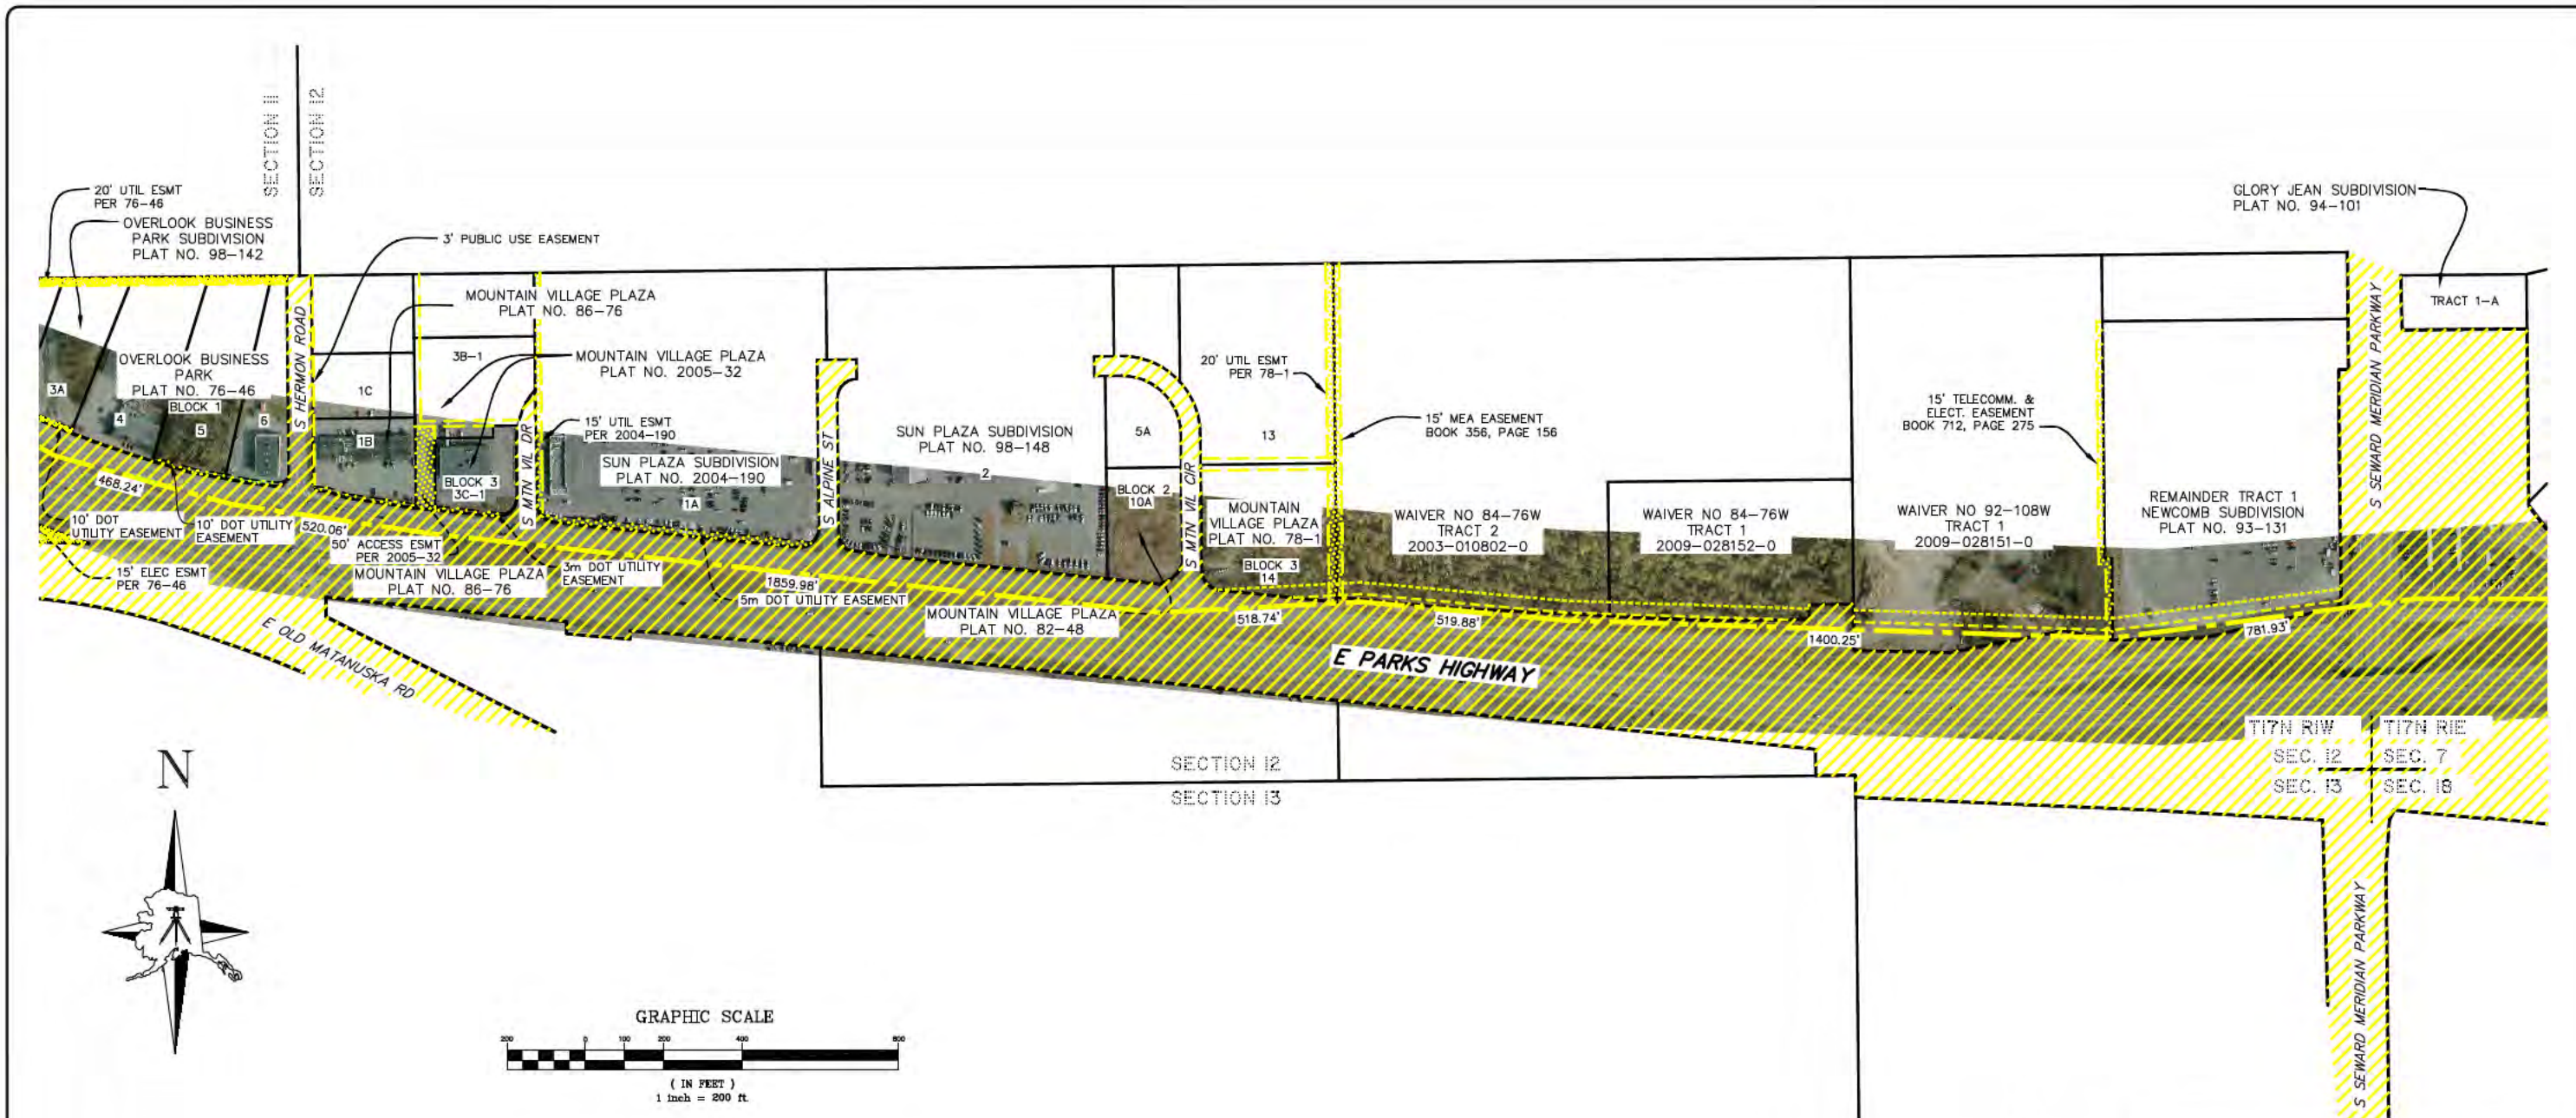 SECTION 11
SECTION 12
20' UTIL ESMT
PER 76-46
OVERLOOK BUSINESS
PARK SUBDIVISION
PLAT NO. 98-142
3' PUBLIC USE EASEMENT
GLORY JEAN SUBDIVISION
PLAT NO. 94-101
TRACT 1-A
S HERMON ROAD
MOUNTAIN VILLAGE PLAZA
PLAT NO. 86-76
OVERLOOK BUSINESS
PARK
PLAT NO. 76-46
BLOCK 1
3A
4
5
6
1C
1B
3B-1
MOUNTAIN VILLAGE PLAZA
PLAT NO. 2005-32
BLOCK 3
3C-1
S MTN VIL DR
15' UTIL ESMT
PER 2004-190
SUN PLAZA SUBDIVISION
PLAT NO. 2004-190
1A
S ALPINE ST
SUN PLAZA SUBDIVISION
PLAT NO. 98-148
2
5A
BLOCK 2
10A
S MTN VIL CIR
20' UTIL ESMT
PER 78-1
13
MOUNTAIN
VILLAGE PLAZA
PLAT NO. 78-1
BLOCK 3
14
15' MEA EASEMENT
BOOK 356, PAGE 156
WAIVER NO 84-76W
TRACT 2
2003-010802-0
WAIVER NO 84-76W
TRACT 1
2009-028152-0
15' TELECOMM. &
ELECT. EASEMENT
BOOK 712, PAGE 275
WAIVER NO 92-108W
TRACT 1
2009-028151-0
REMAINDER TRACT 1
NEWCOMB SUBDIVISION
PLAT NO. 93-131
S SEWARD MERIDIAN PARKWAY
468.24'
10' DOT
UTILITY EASEMENT
10' DOT UTILITY
EASEMENT
520.06'
50' ACCESS ESMT
PER 2005-32
15' ELEC ESMT
PER 76-46
MOUNTAIN VILLAGE PLAZA
PLAT NO. 86-76
3m DOT UTILITY
EASEMENT
1859.98'
5m DOT UTILITY EASEMENT
MOUNTAIN VILLAGE PLAZA
PLAT NO. 82-48
518.74'
519.88'
1400.25'
781.93'
E OLD MATANUSKA RD
E PARKS HIGHWAY
SECTION 12
SECTION 13
T17N R1W
T17N R1E
SEC. 12
SEC. 7
SEC. 13
SEC. 18
S SEWARD MERIDIAN PARKWAY
N
GRAPHIC SCALE
200 0 100 200 400 800
( IN FEET )
1 inch = 200 ft.